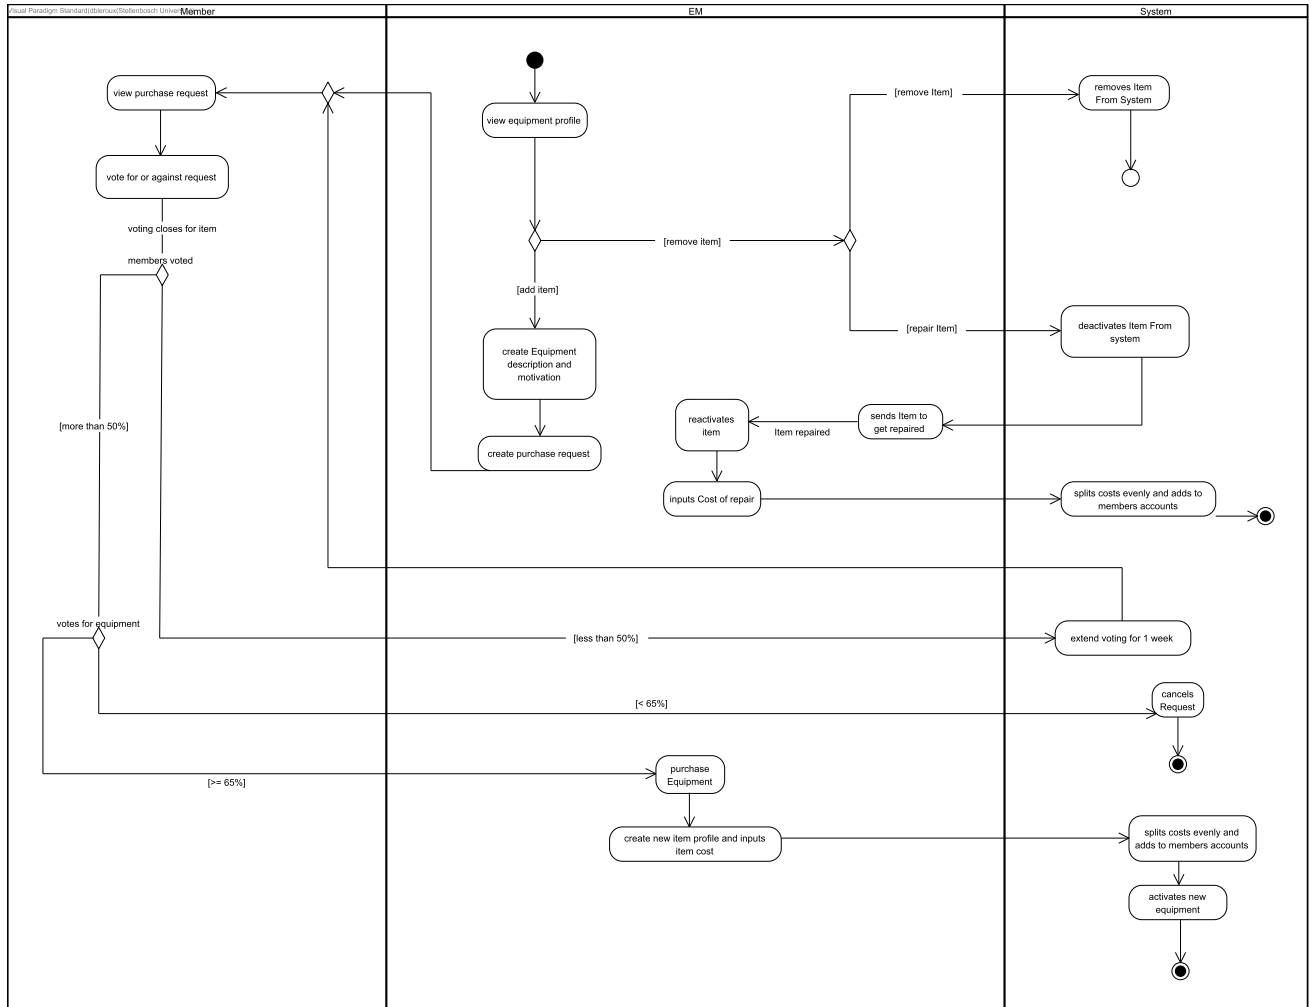 Visual Paradigm Standard(dbleroux(Stellenbosch Univer
Member
EM
System
view purchase request
view equipment profile
[remove Item]
removes Item
From System
vote for or against request
voting closes for item
members voted
[remove item]
[add item]
[repair Item]
deactivates Item From
system
create Equipment
description and
motivation
reactivates
item
Item repaired
sends Item to
get repaired
[more than 50%]
create purchase request
inputs Cost of repair
splits costs evenly and adds to
members accounts
votes for equipment
[less than 50%]
extend voting for 1 week
[< 65%]
cancels
Request
[>= 65%]
purchase
Equipment
create new item profile and inputs
item cost
splits costs evenly and
adds to members accounts
activates new
equipment